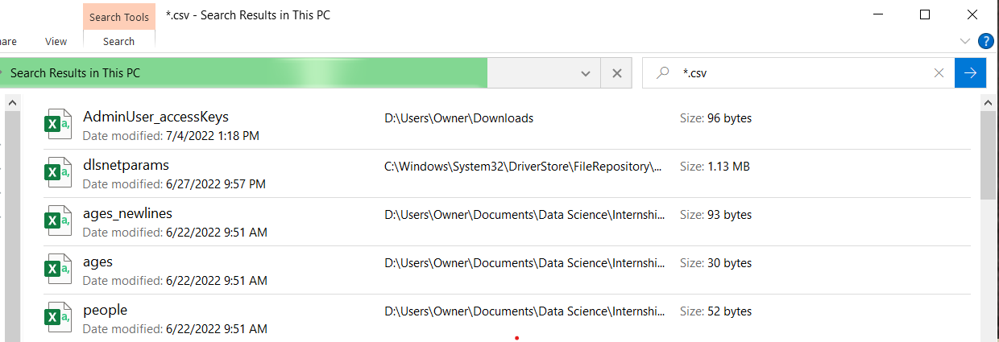 Search Tools
*.csv - Search Results in This PC
are View Search ?
Search Results in This PC
*.csv
AdminUser_accessKeys D:\Users\Owner\Downloads Size: 96 bytes
Date modified: 7/4/2022 1:18 PM
dlsnetparams C:\Windows\System32\DriverStore\FileRepository\... Size: 1.13 MB
Date modified: 6/27/2022 9:57 PM
ages_newlines D:\Users\Owner\Documents\Data Science\Internshi... Size: 93 bytes
Date modified: 6/22/2022 9:51 AM
ages D:\Users\Owner\Documents\Data Science\Internshi... Size: 30 bytes
Date modified: 6/22/2022 9:51 AM
people D:\Users\Owner\Documents\Data Science\Internshi... Size: 52 bytes
Date modified: 6/22/2022 9:51 AM